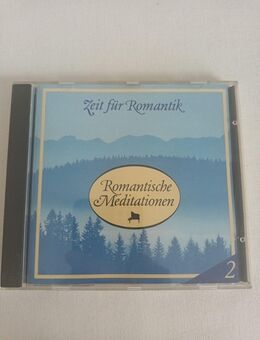 Zeit für Romantik
Romantische
Meditationen
2